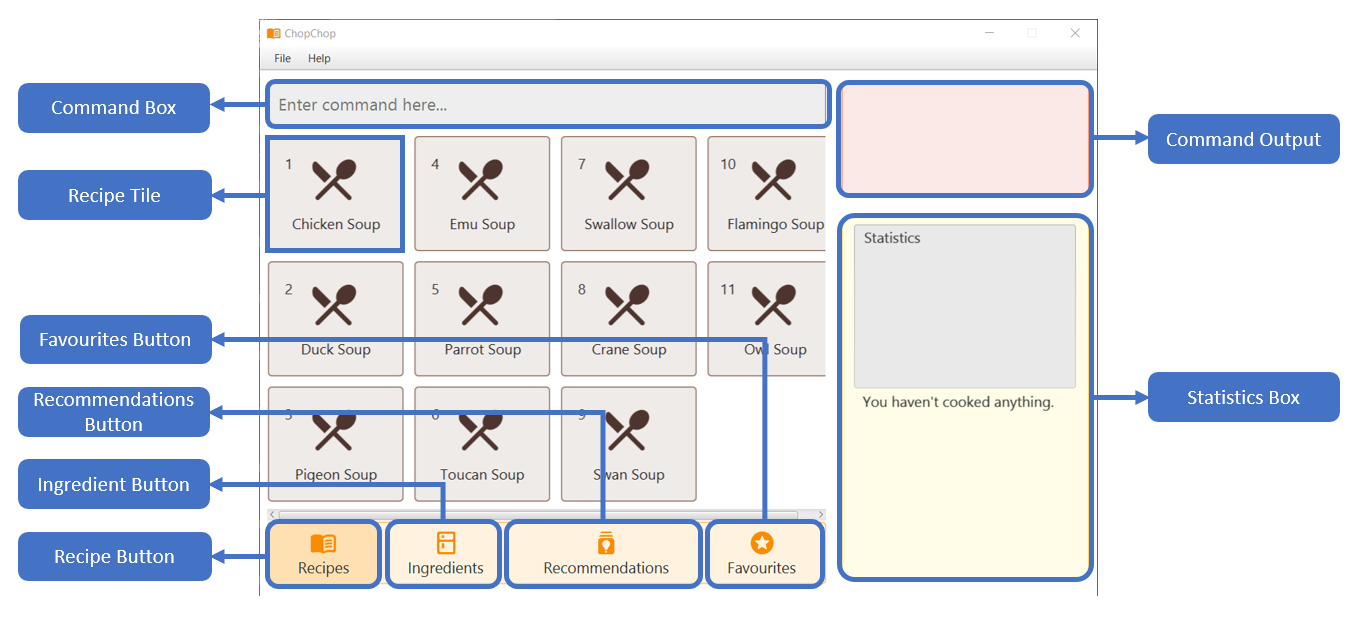 ChopChop
File Help
Command Box
Enter command here...
Command Output
Recipe Tile
1
Chicken Soup
4
Emu Soup
7
Swallow Soup
10
Flamingo Soup
2
Duck Soup
5
Parrot Soup
8
Crane Soup
11
Owl Soup
3
Pigeon Soup
6
Toucan Soup
9
Swan Soup
Favourites Button
Recommendations
Button
Ingredient Button
Recipe Button
Recipes
Ingredients
Recommendations
Favourites
Statistics
You haven't cooked anything.
Statistics Box